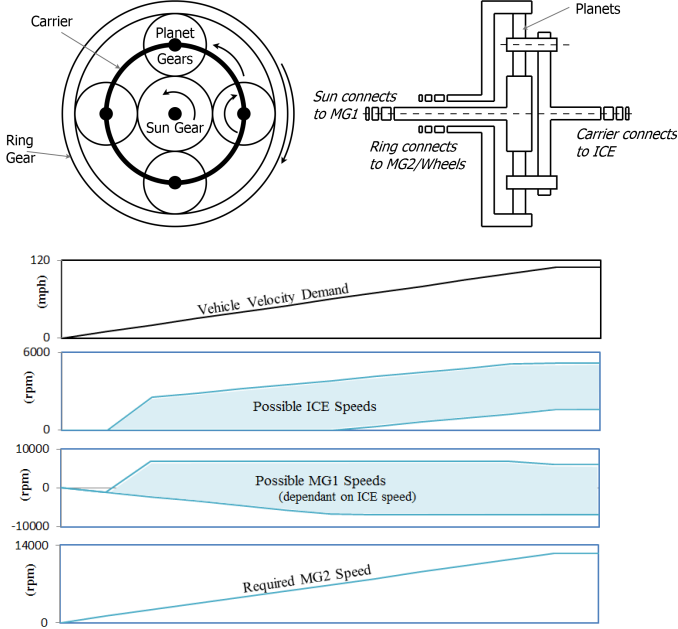 Carrier
Planet
Gears
Sun Gear
Ring
Gear
Planets
Sun connects
to MG1
Ring connects
to MG2/Wheels
Carrier connects
to ICE
120
(mph)
0
Vehicle Velocity Demand
6000
(rpm)
0
Possible ICE Speeds
10000
(rpm)
0
-10000
Possible MG1 Speeds
(dependant on ICE speed)
14000
(rpm)
0
Required MG2 Speed